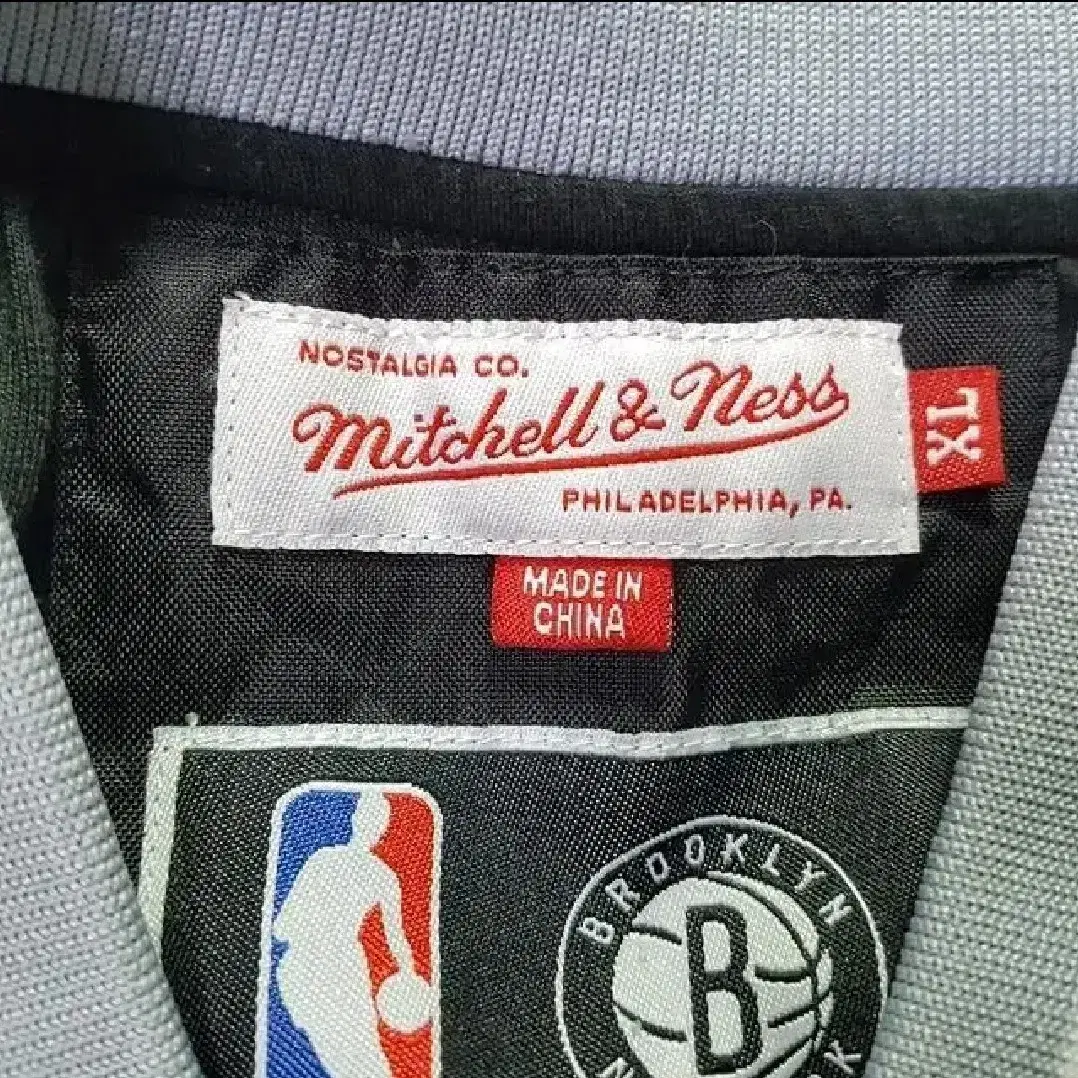 NOSTALGIA CO.
Mitchell & Ness
PHILADELPHIA, PA.
XL
MADE IN
CHINA
BROOKLYN
B